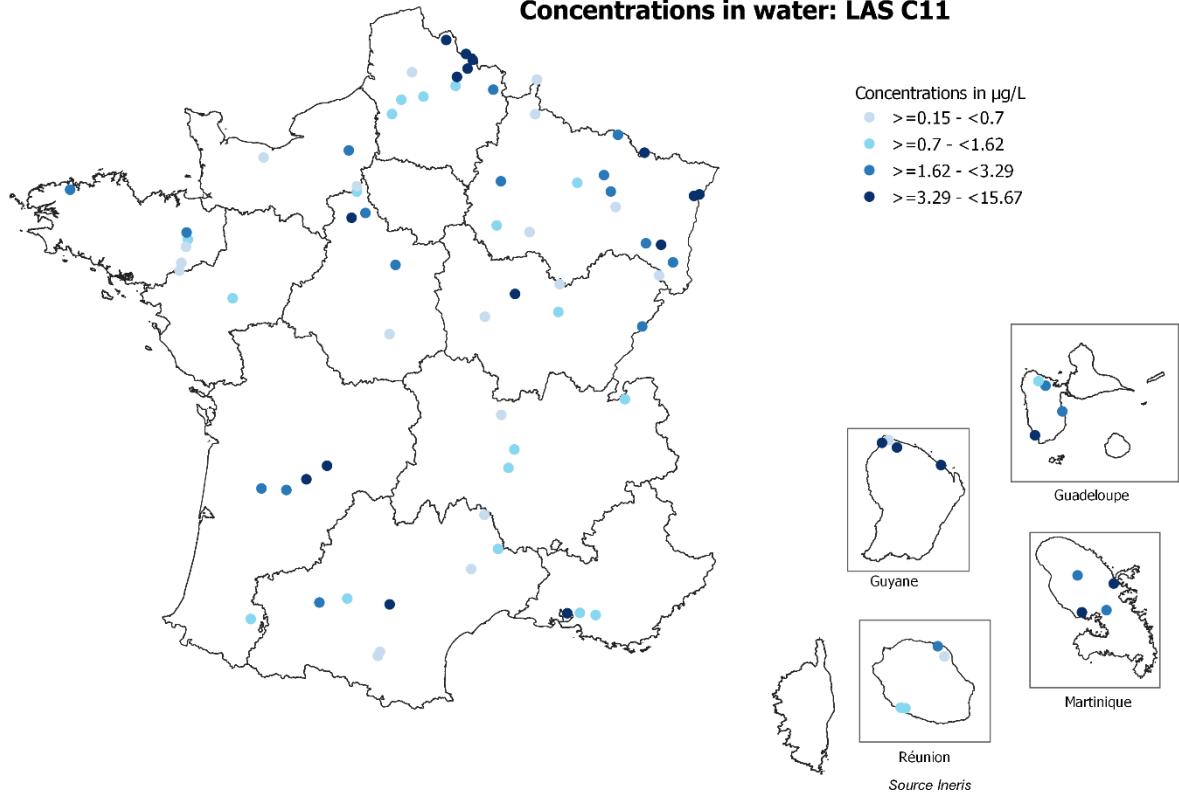 Concentrations in water: LAS C11
Concentrations in µg/L
>=0.15 - <0.7
>=0.7 - <1.62
>=1.62 - <3.29
>=3.29 - <15.67
Guadeloupe
Guyane
Martinique
Réunion
Source Ineris